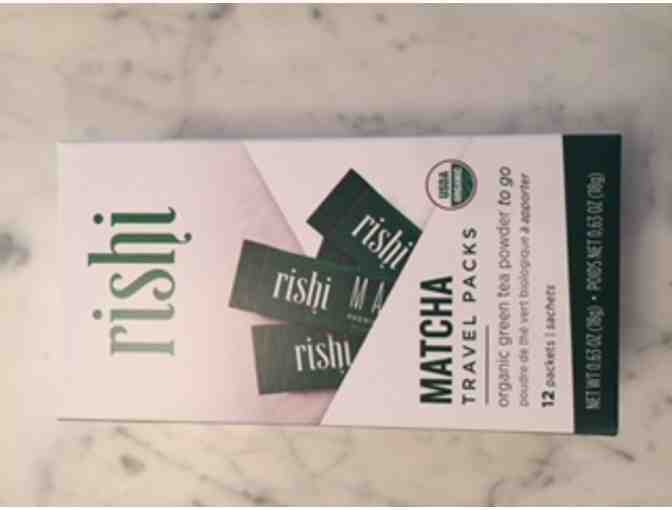 rishi
rishi
rishi
MA
rishi
USDA
ORGANIC
MATCHA
TRAVEL PACKS
organic green tea powder to go
poudre de thé vert biologique à apporter
12 packets | sachets
NET WT 0.63 OZ (18g) • POIDS NET 0.63 OZ (18g)